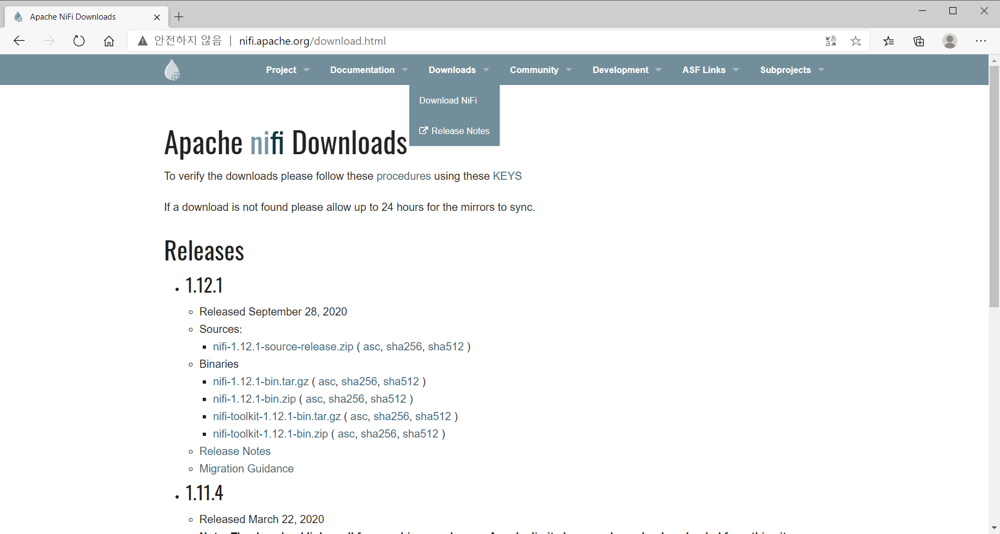 Apache NiFi Downloads
안전하지 않음 | nifi.apache.org/download.html
Project Documentation Downloads Community Development ASF Links Subprojects
Download NiFi
Release Notes
Apache nifi Downloads
To verify the downloads please follow these procedures using these KEYS
If a download is not found please allow up to 24 hours for the mirrors to sync.
Releases
• 1.12.1
Released September 28, 2020
Sources:
nifi-1.12.1-source-release.zip ( asc, sha256, sha512 )
Binaries
nifi-1.12.1-bin.tar.gz ( asc, sha256, sha512 )
nifi-1.12.1-bin.zip ( asc, sha256, sha512 )
nifi-toolkit-1.12.1-bin.tar.gz ( asc, sha256, sha512 )
nifi-toolkit-1.12.1-bin.zip ( asc, sha256, sha512 )
Release Notes
Migration Guidance
• 1.11.4
Released March 22, 2020